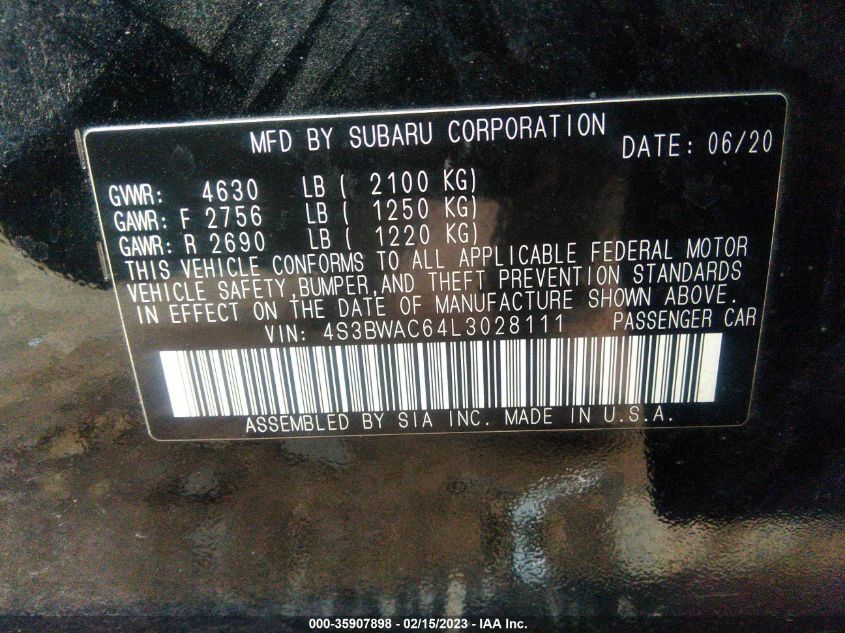 MFD BY SUBARU CORPORATION DATE: 06/20
GVWR: 4630 LB ( 2100 KG)
GAWR: F 2756 LB ( 1250 KG)
GAWR: R 2690 LB ( 1220 KG)
THIS VEHICLE CONFORMS TO ALL APPLICABLE FEDERAL MOTOR
VEHICLE SAFETY,BUMPER,AND THEFT PREVENTION STANDARDS
IN EFFECT ON THE DATE OF MANUFACTURE SHOWN ABOVE.
VIN: 4S3BWAC64L3028111 PASSENGER CAR
ASSEMBLED BY SIA INC. MADE IN U.S.A.
000-35907898 - 02/15/2023 - IAA Inc.